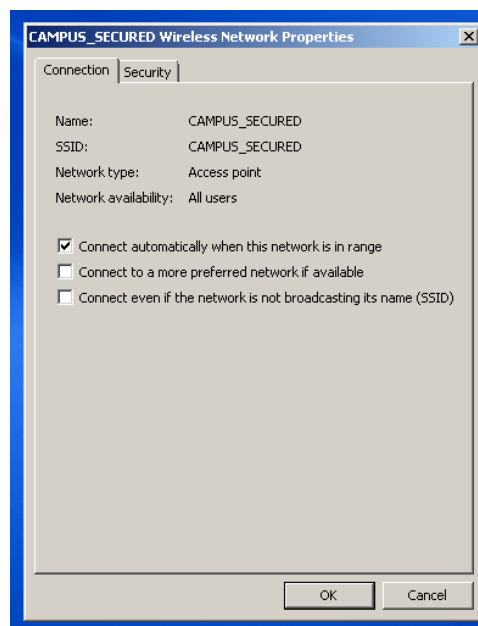 CAMPUS_SECURED Wireless Network Properties
Connection Security
Name: CAMPUS_SECURED
SSID: CAMPUS_SECURED
Network type: Access point
Network availability: All users
Connect automatically when this network is in range
Connect to a more preferred network if available
Connect even if the network is not broadcasting its name (SSID)
OK Cancel